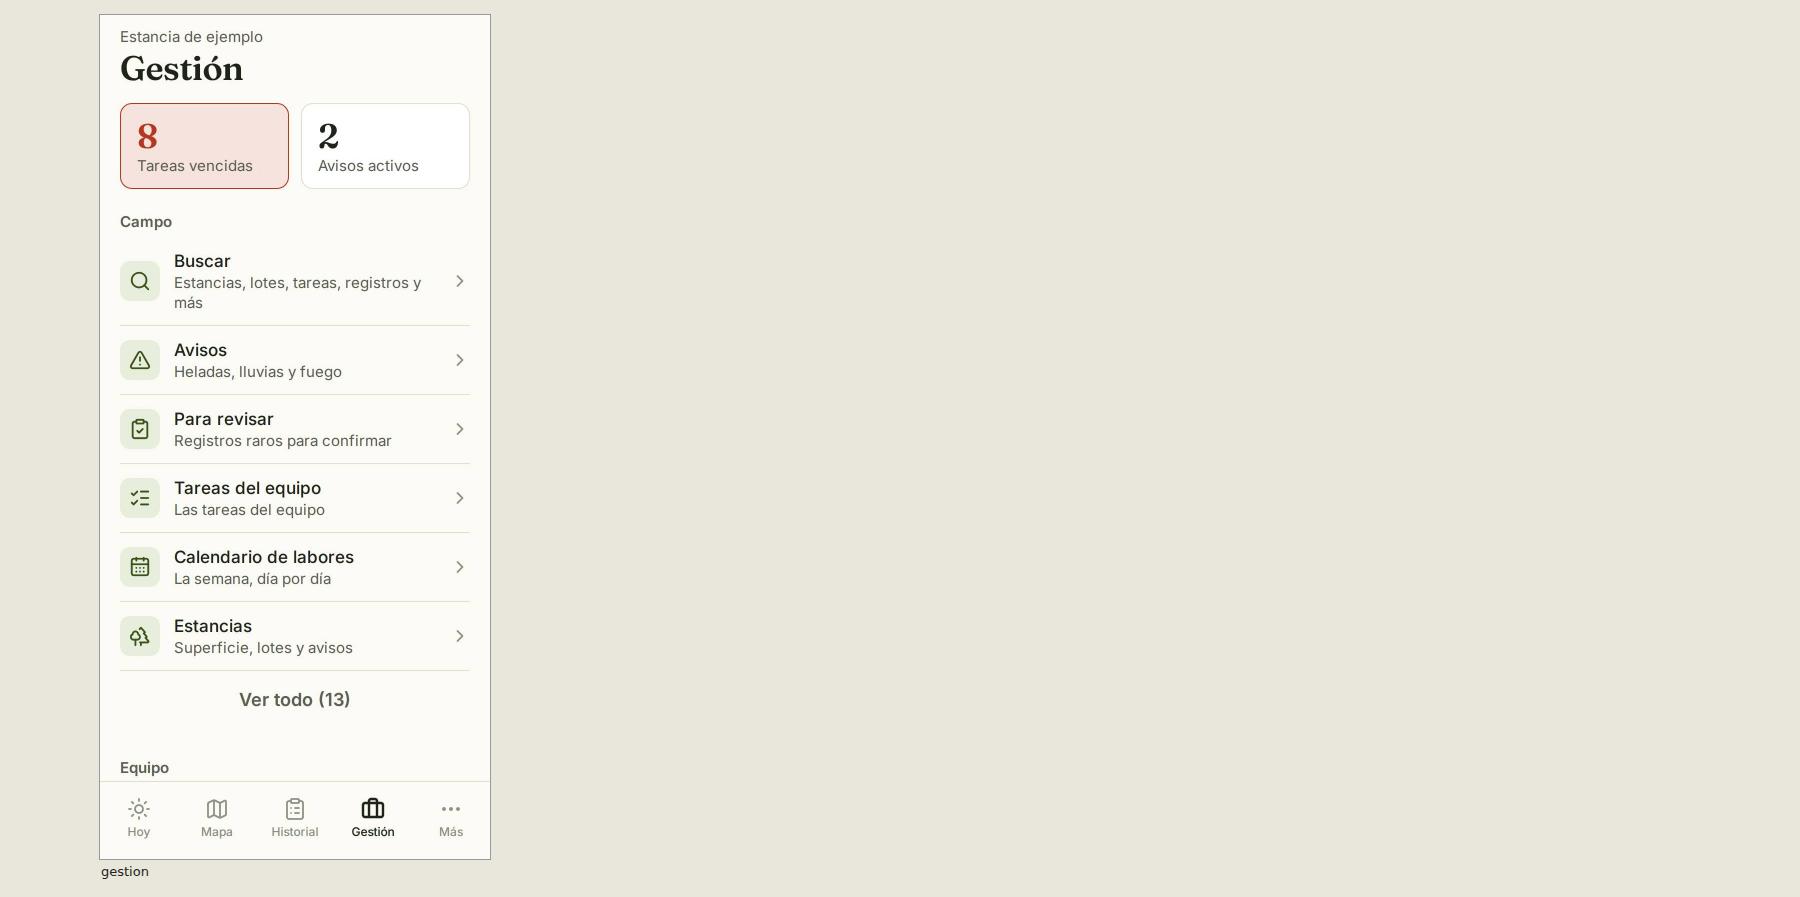 Estancia de ejemplo
Gestión
8
Tareas vencidas
2
Avisos activos
Campo
Buscar
Estancias, lotes, tareas, registros y
más
Avisos
Heladas, lluvias y fuego
Para revisar
Registros raros para confirmar
Tareas del equipo
Las tareas del equipo
Calendario de labores
La semana, día por día
Estancias
Superficie, lotes y avisos
Ver todo (13)
Equipo
Hoy
Mapa
Historial
Gestión
Más
gestion